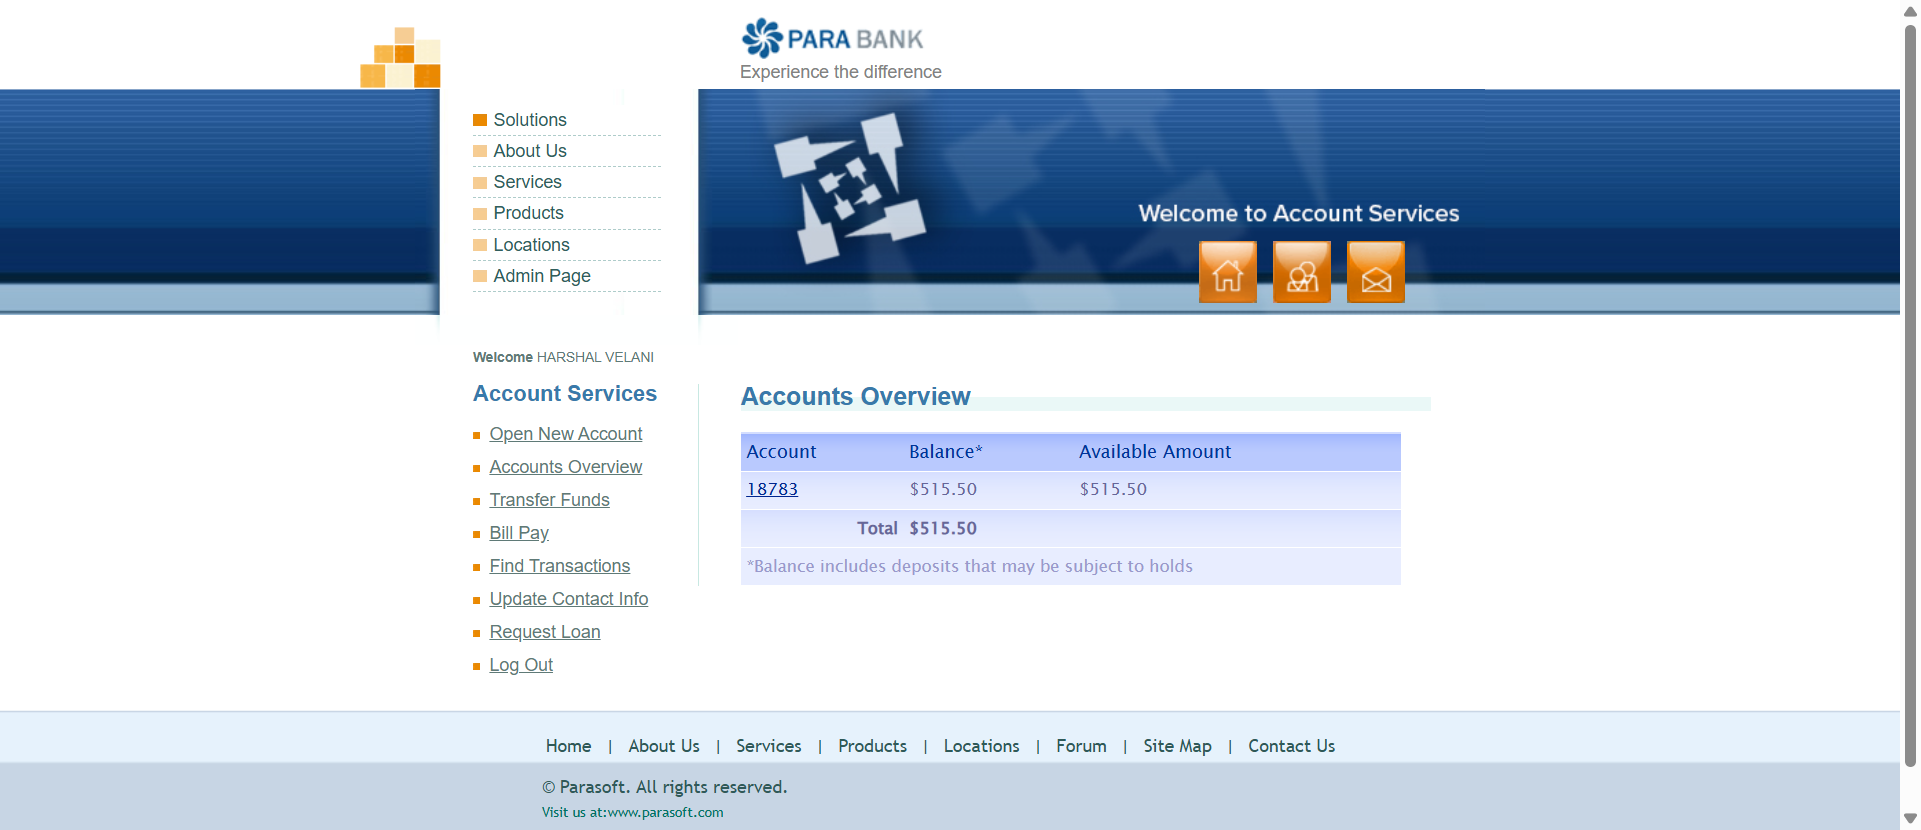 PARA BANK
Experience the difference
Solutions
About Us
Services
Products
Locations
Admin Page
Welcome to Account Services
Welcome HARSHAL VELANI
Account Services
Open New Account
Accounts Overview
Transfer Funds
Bill Pay
Find Transactions
Update Contact Info
Request Loan
Log Out
Accounts Overview
Account Balance* Available Amount
18783 $515.50 $515.50
Total $515.50
*Balance includes deposits that may be subject to holds
Home | About Us | Services | Products | Locations | Forum | Site Map | Contact Us
© Parasoft. All rights reserved.
Visit us at:www.parasoft.com